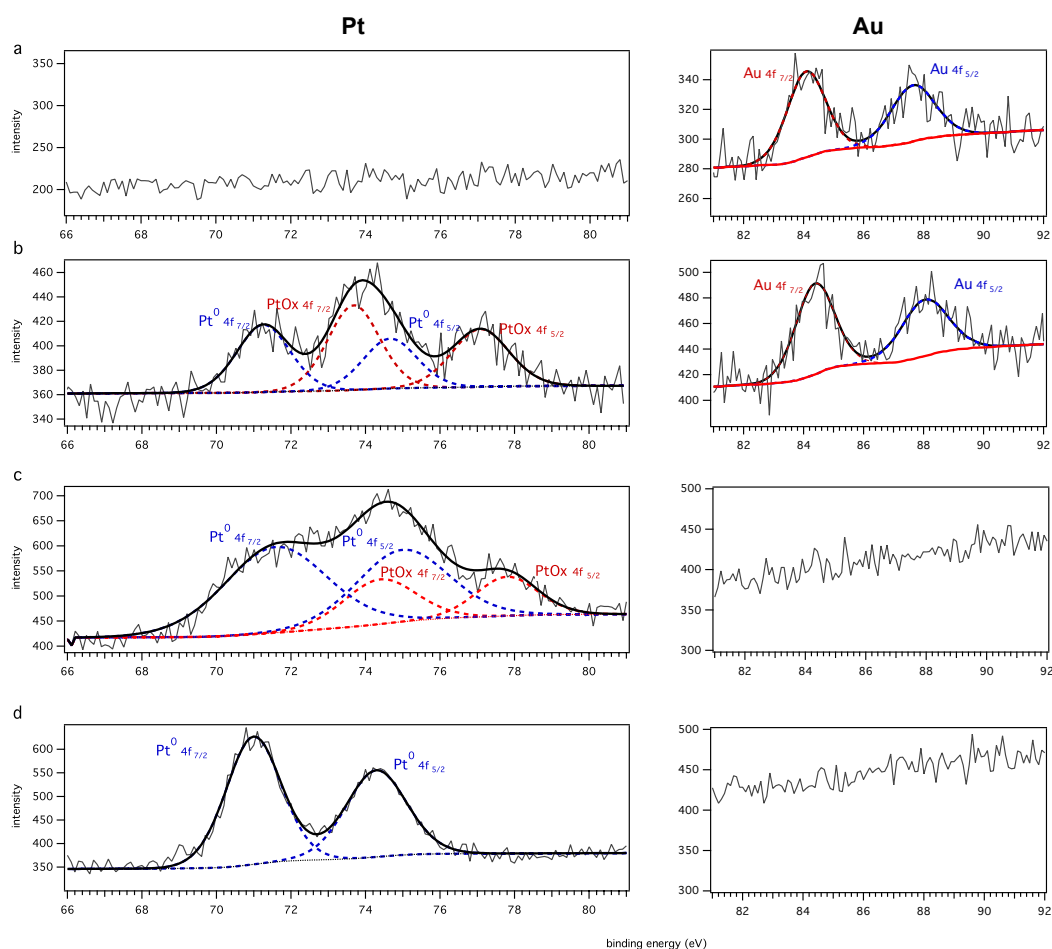 Pt Au
a
350
300
250
200
intensity
66 68 70 72 74 76 78 80
340
320
300
280
260
Au 4f 7/2
Au 4f 5/2
82 84 86 88 90 92
b
460
440
420
400
380
360
340
intensity
Pt0 4f 7/2
PtOx 4f 7/2
Pt0 4f 5/2
PtOx 4f 5/2
66 68 70 72 74 76 78 80
500
480
460
440
420
400
Au 4f 7/2
Au 4f 5/2
82 84 86 88 90 92
c
700
650
600
550
500
450
400
intensity
Pt0 4f 7/2
Pt0 4f 5/2
PtOx 4f 7/2
PtOx 4f 5/2
66 68 70 72 74 76 78 80
500
450
400
350
300
82 84 86 88 90 92
d
600
550
500
450
400
350
intensity
Pt0 4f 7/2
Pt0 4f 5/2
66 68 70 72 74 76 78 80
500
450
400
350
300
82 84 86 88 90 92
binding energy (eV)